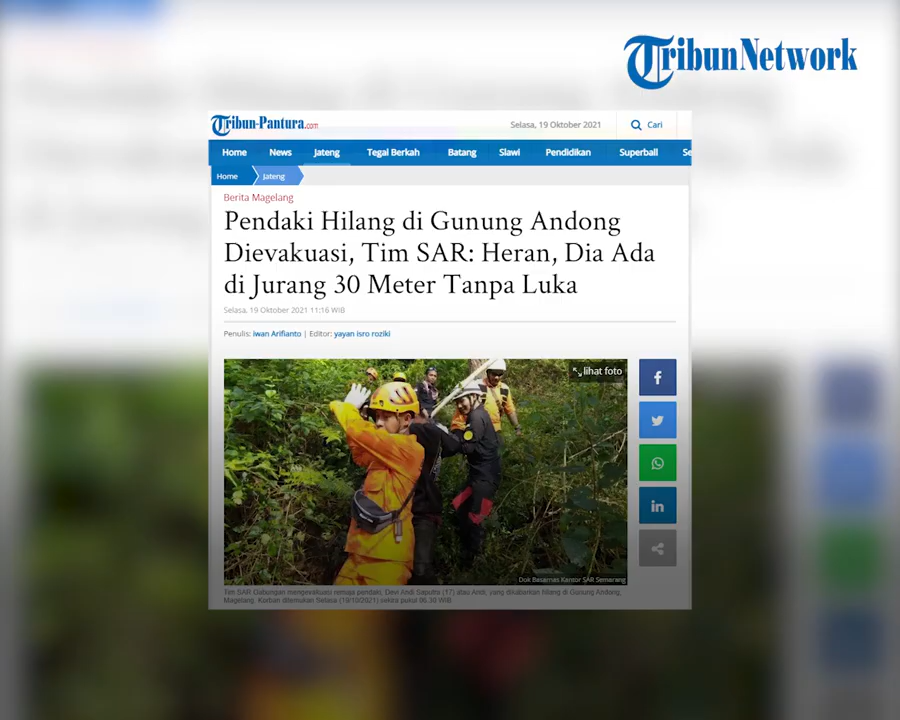 Tribun Network
Tribun-Pantura.com
Selasa, 19 Oktober 2021
Cari
Home News Jateng Tegal Berkah Batang Slawi Pendidikan Superball Se
Home Jateng
Berita Magelang
Pendaki Hilang di Gunung Andong
Dievakuasi, Tim SAR: Heran, Dia Ada
di Jurang 30 Meter Tanpa Luka
Selasa, 19 Oktober 2021 11:16 WIB
Penulis: iwan Arifianto | Editor: yayan isro roziki
lihat foto
Dok Basarnas Kantor SAR Semarang
Tim SAR Gabungan mengevakuasi remaja pendaki, Devi Andi Saputra (17) atau Andi, yang dikabarkan hilang di Gunung Andong,
Magelang. Korban ditemukan Selasa (19/10/2021) sekira pukul 06.30 WIB